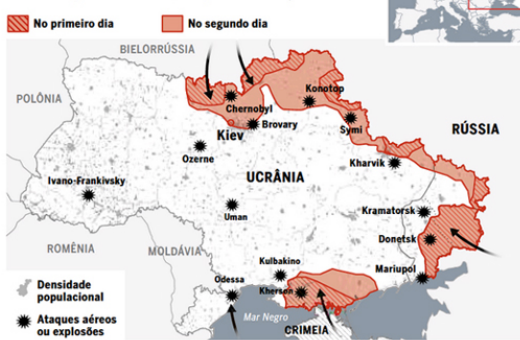 No primeiro dia
No segundo dia
BIELORRÚSSIA
POLÔNIA
Chernobyl
Konotop
Kiev
Brovary
Symi
RÚSSIA
Ozerne
Kharvik
Ivano-Frankivsky
UCRÂNIA
Uman
Kramatorsk
Donetsk
ROMÊNIA
MOLDÁVIA
Kulbakino
Mariupol
Odessa
Kherson
Densidade
populacional
Ataques aéreos
ou explosões
Mar Negro
CRIMEIA